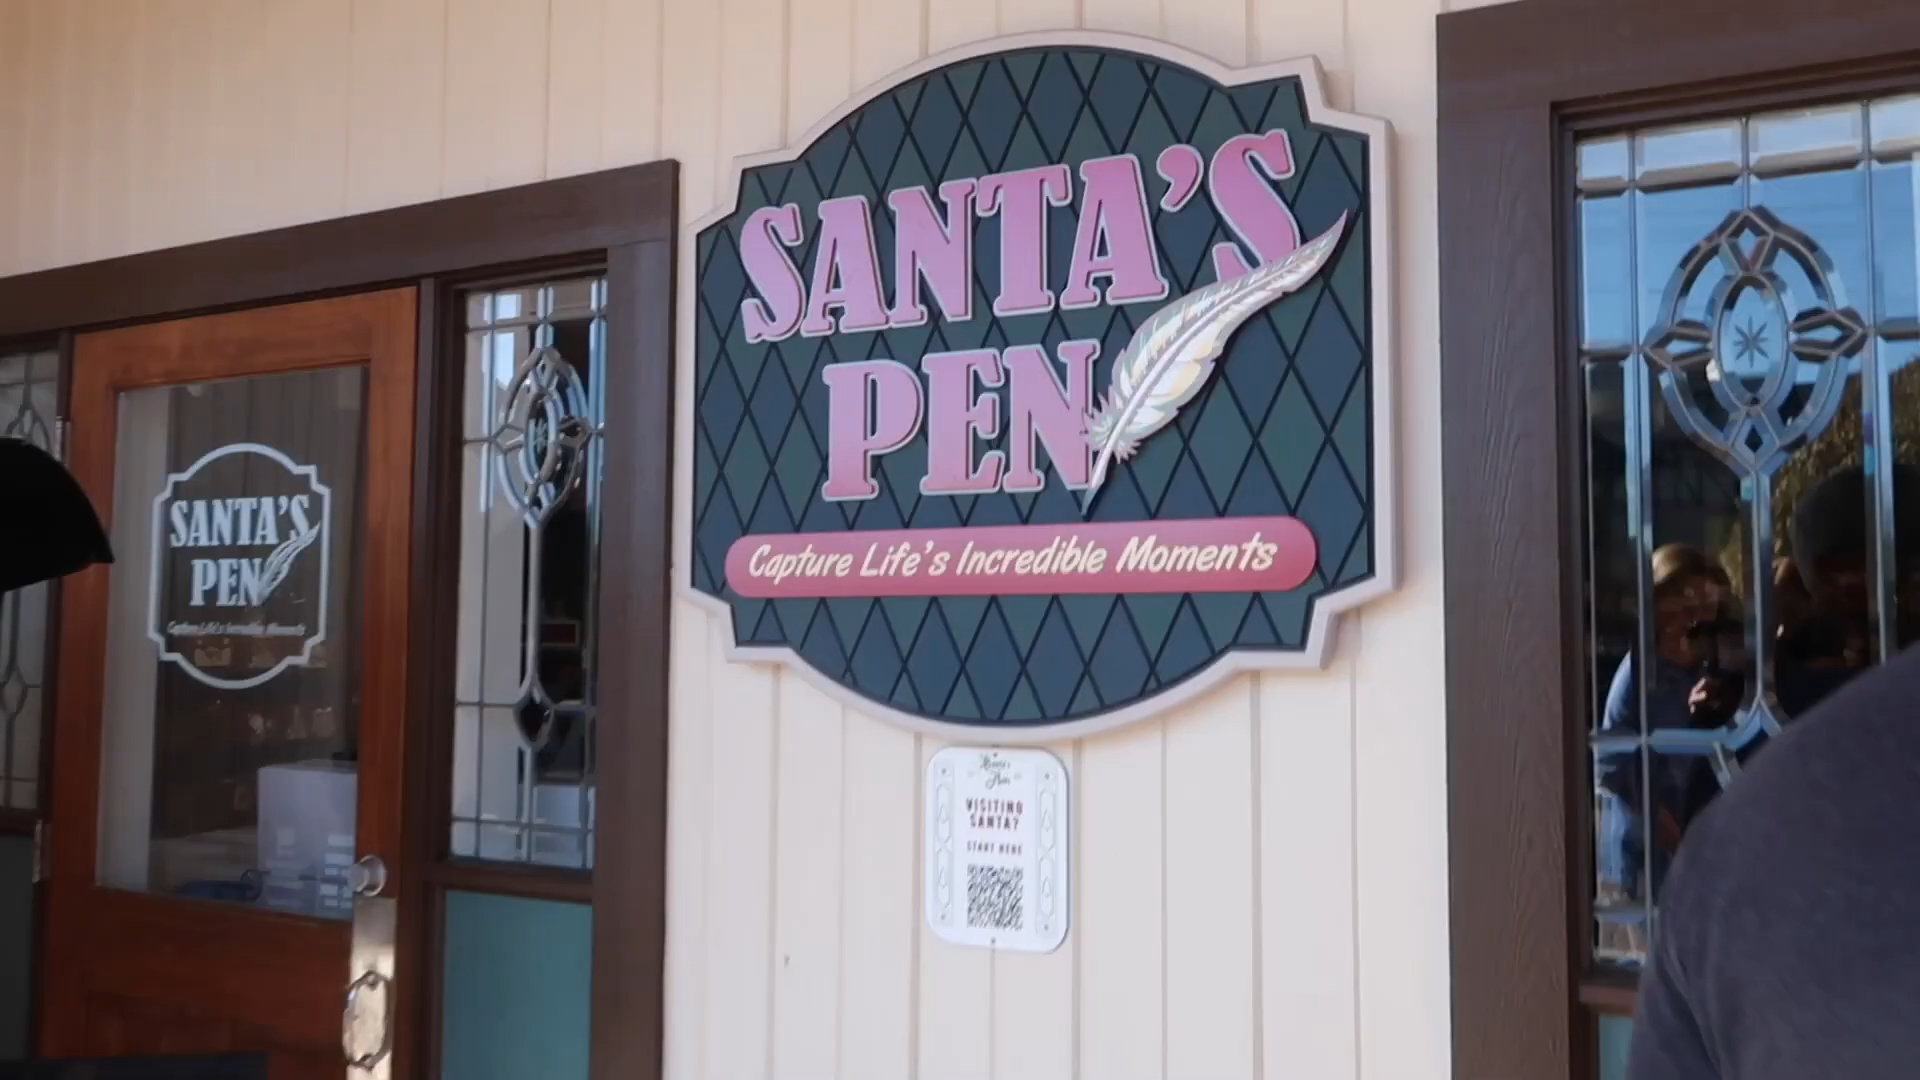 SANTA'S
PEN
Capture Life's Incredible Moments
SANTA'S
PEN
Capture Life's Incredible Moments
VISITING
SANTA?
START HERE